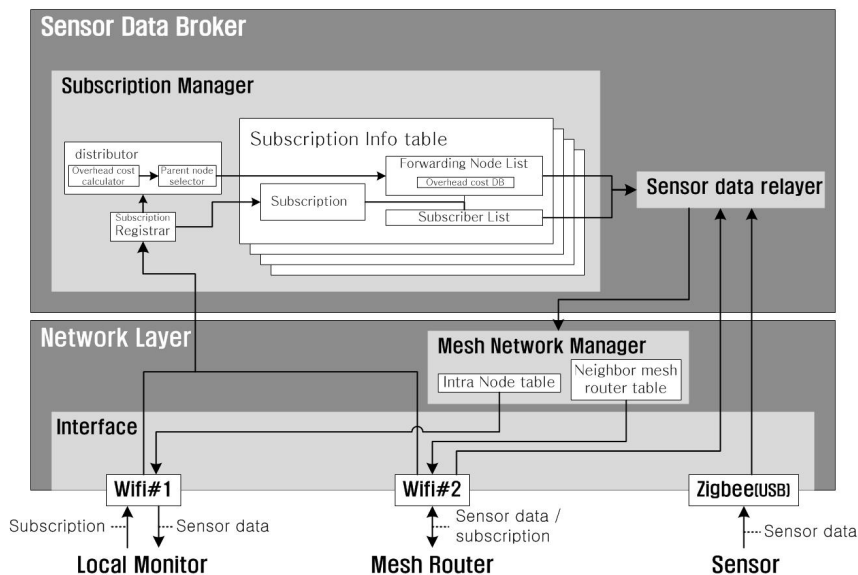 Sensor Data Broker
Subscription Manager
distributor
Overhead cost
calculator
Parent node
selector
Subscription
Registrar
Subscription Info table
Forwarding Node List
Overhead cost DB
Subscription
Subscriber List
Sensor data relayer
Network Layer
Mesh Network Manager
Intra Node table
Neighbor mesh
router table
Interface
Wifi#1
Wifi#2
Zigbee(USB)
Subscription
Sensor data
Sensor data /
subscription
Sensor data
Local Monitor
Mesh Router
Sensor